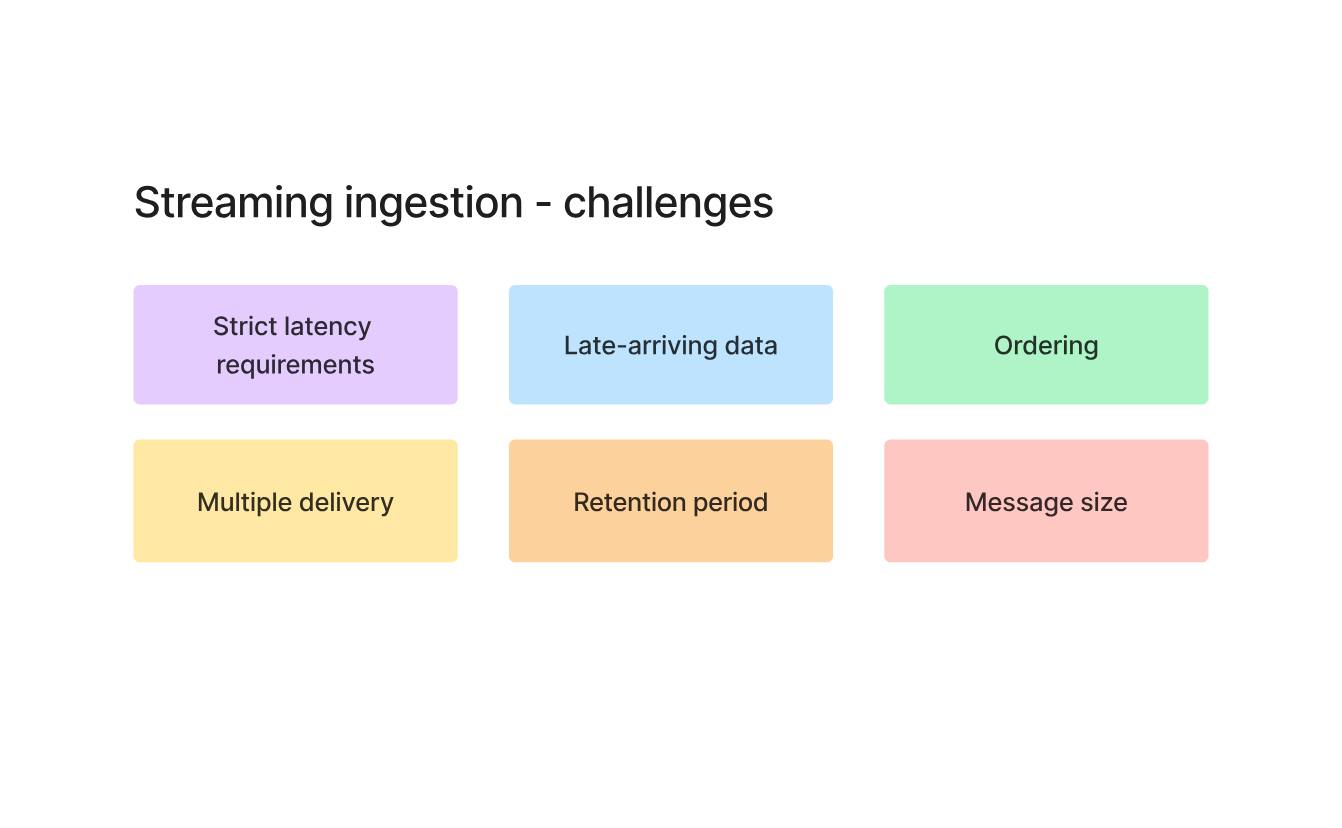 Streaming ingestion - challenges
Strict latency
requirements
Late-arriving data
Ordering
Multiple delivery
Retention period
Message size